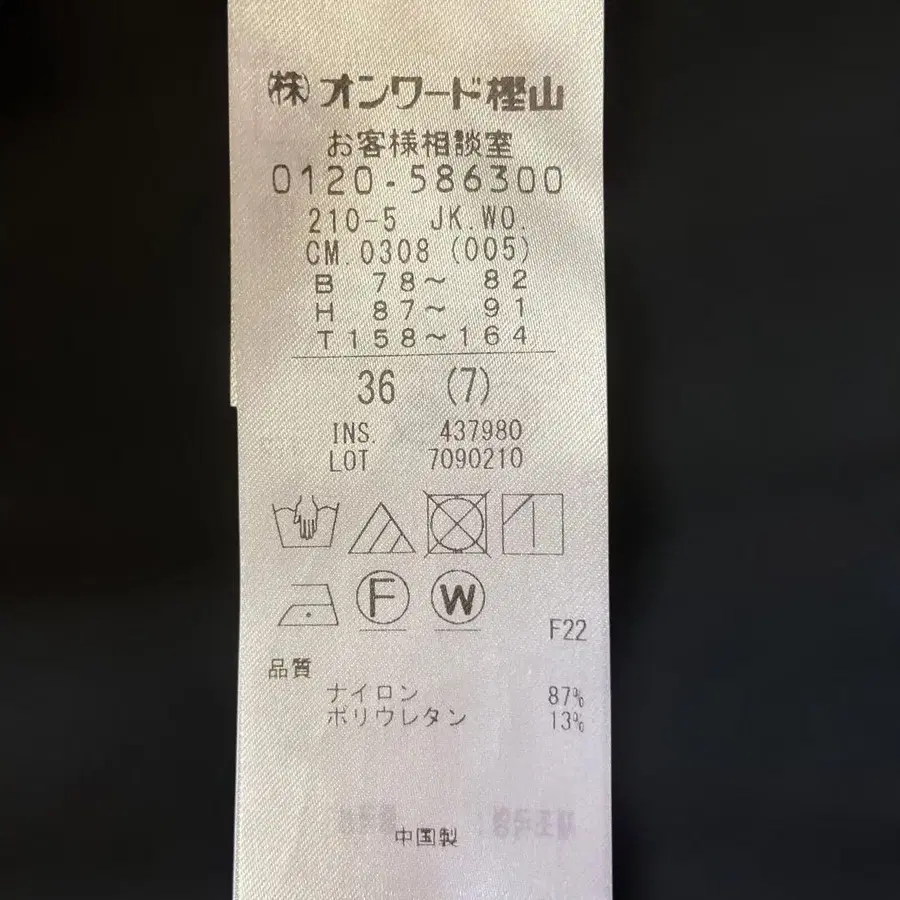 ㈱オンワード樫山
お客様相談室
0120-586300
210-5 JK.WO.
CM.0308 (005)
B 78～ 82
H 87～ 91
T158～164
36 (7)
INS. 437980
LOT 7090210
F W
F22
品質
ナイロン 87%
ポリウレタン 13%
中国製